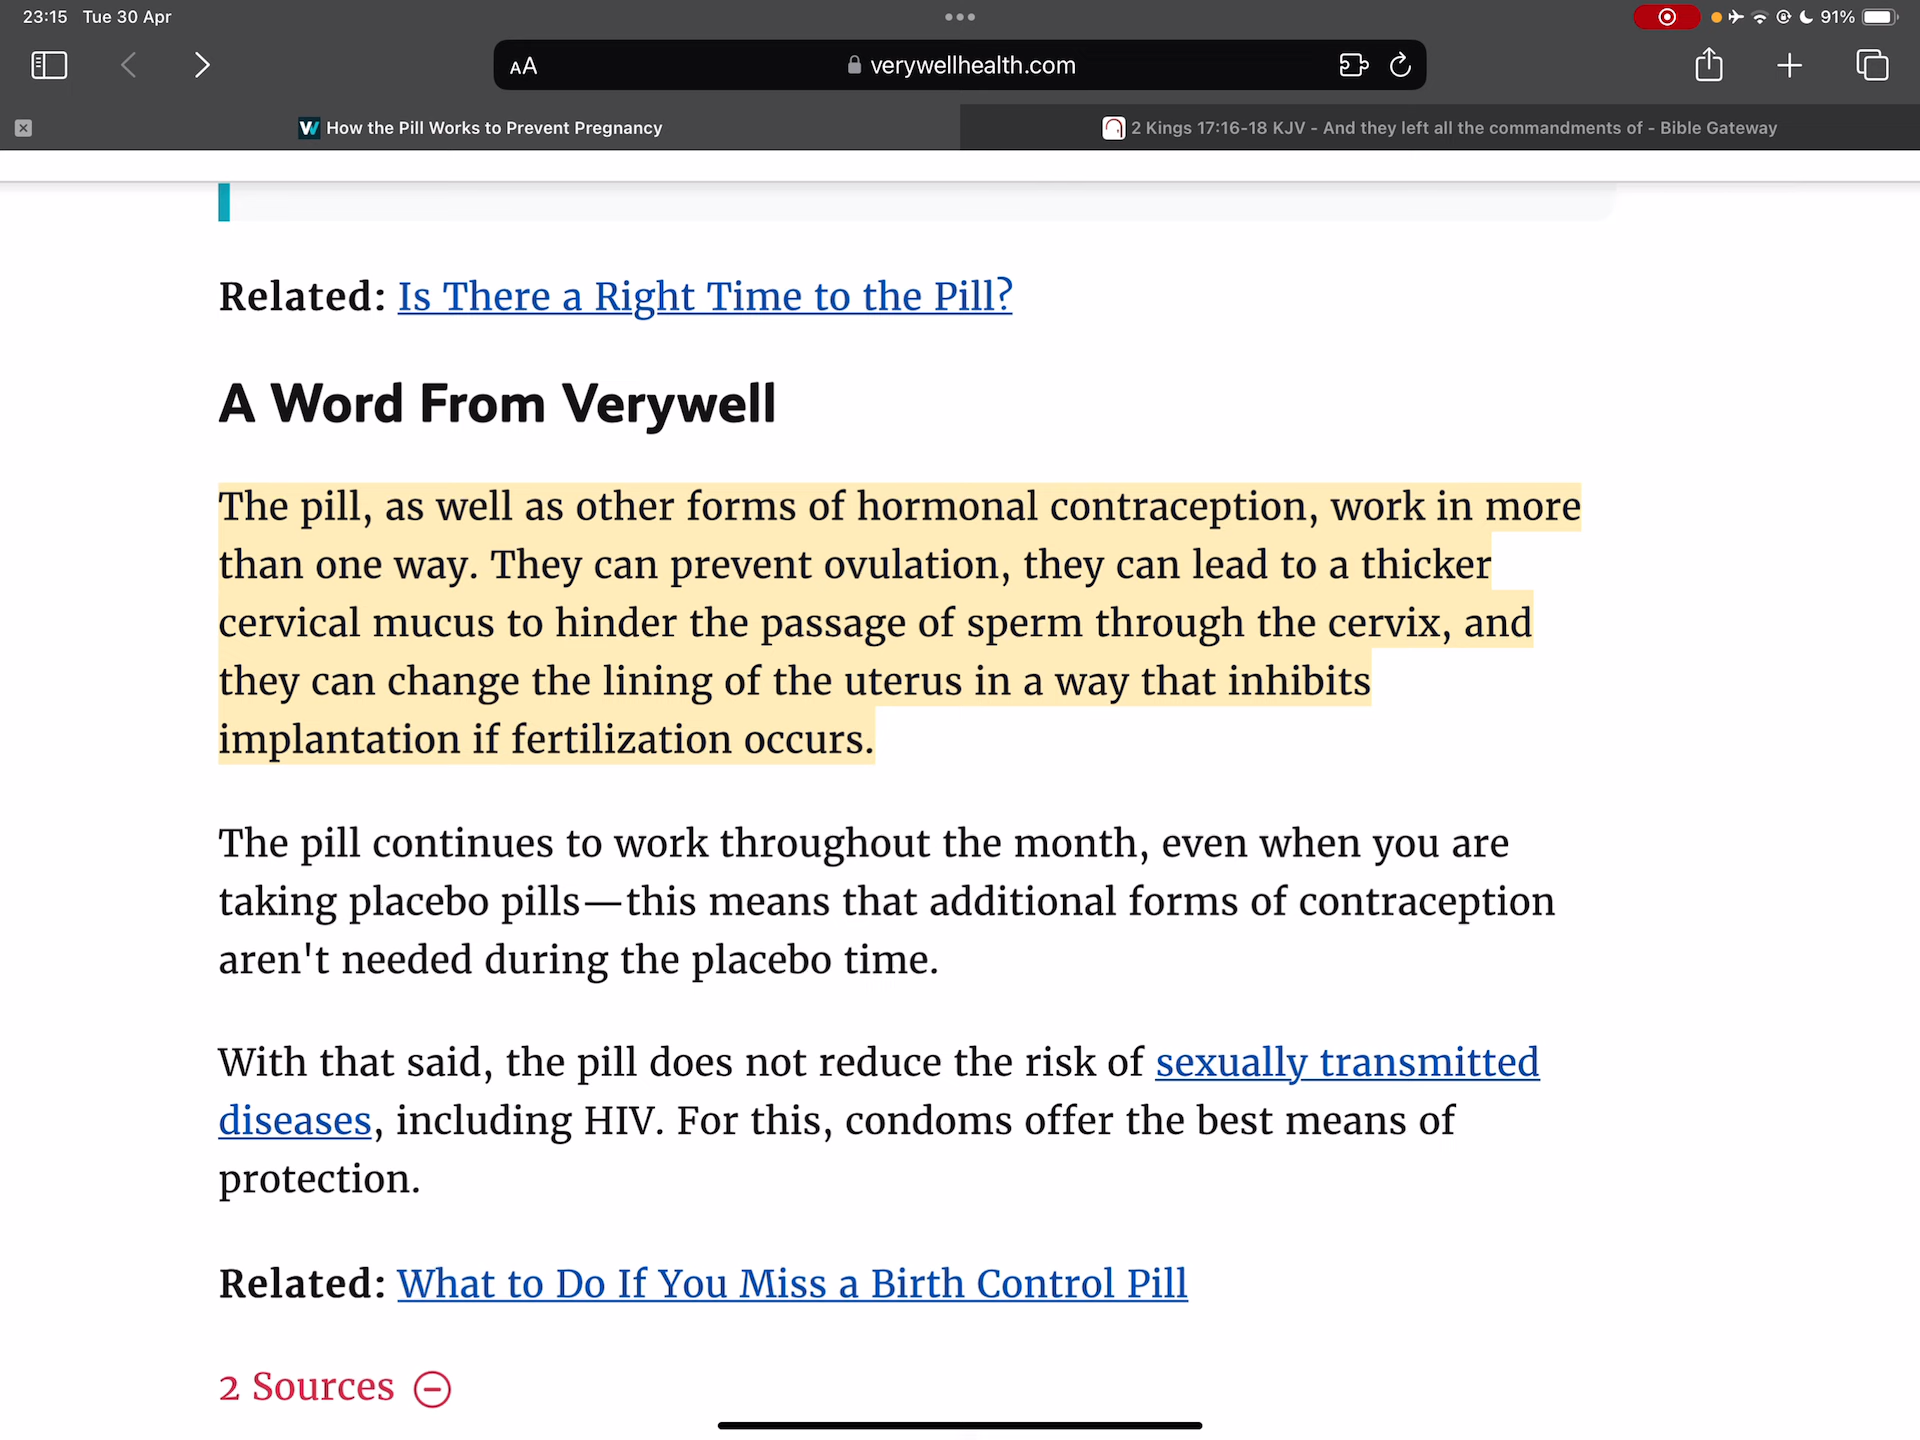 23:15 Tue 30 Apr
91%
AA
verywellhealth.com
How the Pill Works to Prevent Pregnancy
2 Kings 17:16-18 KJV - And they left all the commandments of - Bible Gateway
Related: Is There a Right Time to the Pill?
A Word From Verywell
The pill, as well as other forms of hormonal contraception, work in more
than one way. They can prevent ovulation, they can lead to a thicker
cervical mucus to hinder the passage of sperm through the cervix, and
they can change the lining of the uterus in a way that inhibits
implantation if fertilization occurs.
The pill continues to work throughout the month, even when you are
taking placebo pills—this means that additional forms of contraception
aren't needed during the placebo time.
With that said, the pill does not reduce the risk of sexually transmitted
diseases, including HIV. For this, condoms offer the best means of
protection.
Related: What to Do If You Miss a Birth Control Pill
2 Sources